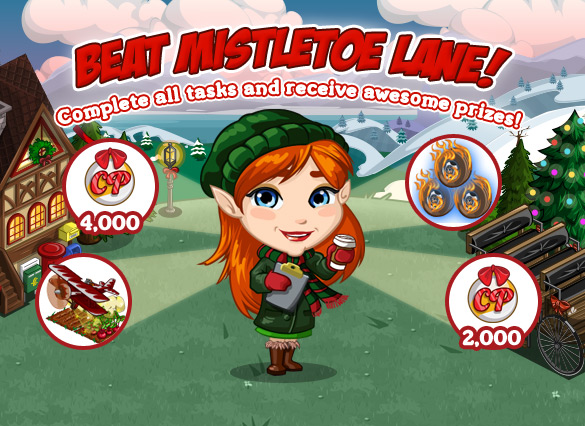 BEAT MISTLETOE LANE!
Complete all tasks and receive awesome prizes!
CP
4,000
CP
2,000